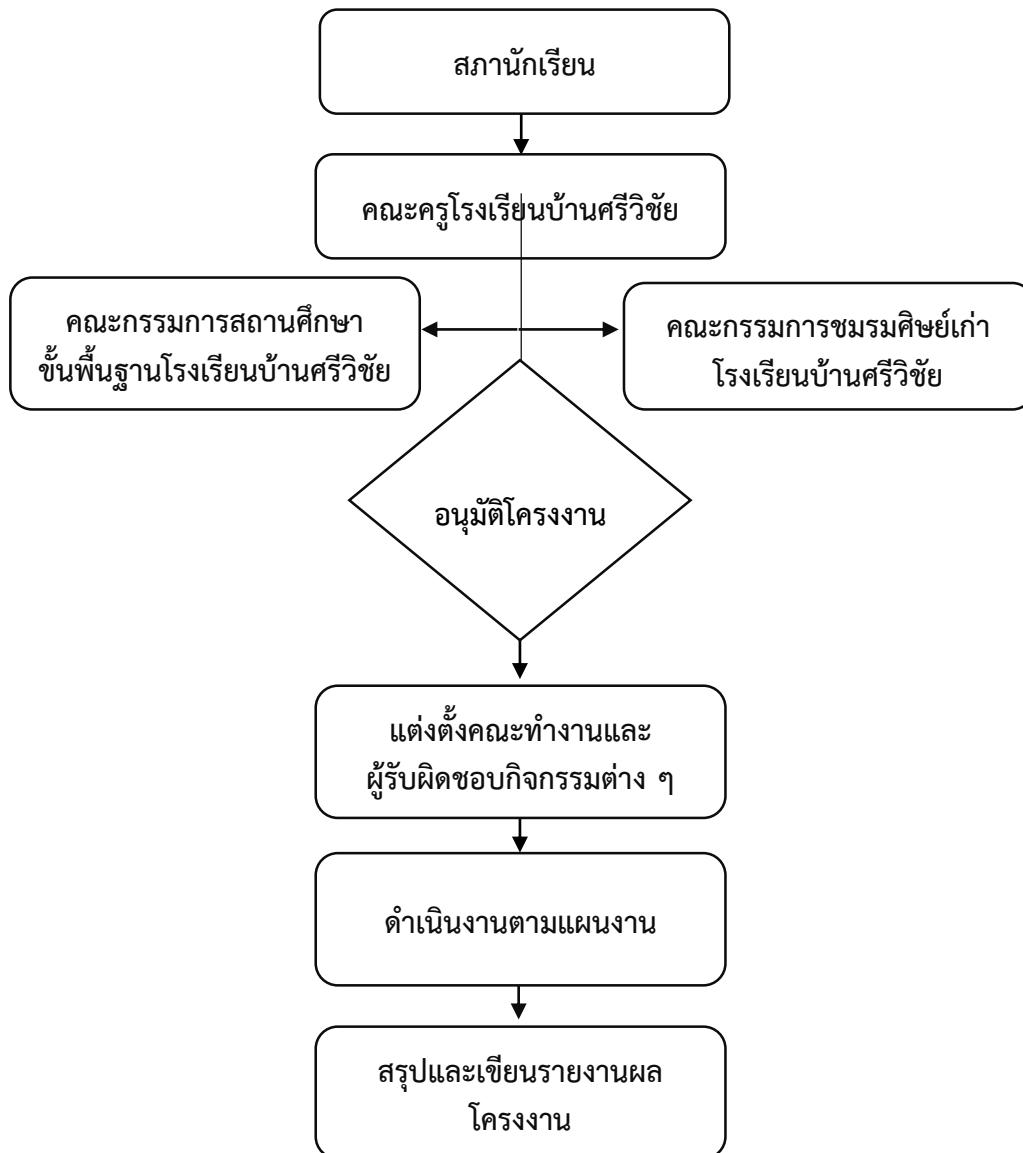 สภานักเรียน
คณะครูโรงเรียนบ้านศรีวิชัย
คณะกรรมการสถานศึกษา
ขั้นพื้นฐานโรงเรียนบ้านศรีวิชัย
คณะกรรมการชมรมศิษย์เก่า
โรงเรียนบ้านศรีวิชัย
อนุมัติโครงงาน
แต่งตั้งคณะทำงานและ
ผู้รับผิดชอบกิจกรรมต่าง ๆ
ดำเนินงานตามแผนงาน
สรุปและเขียนรายงานผล
โครงงาน